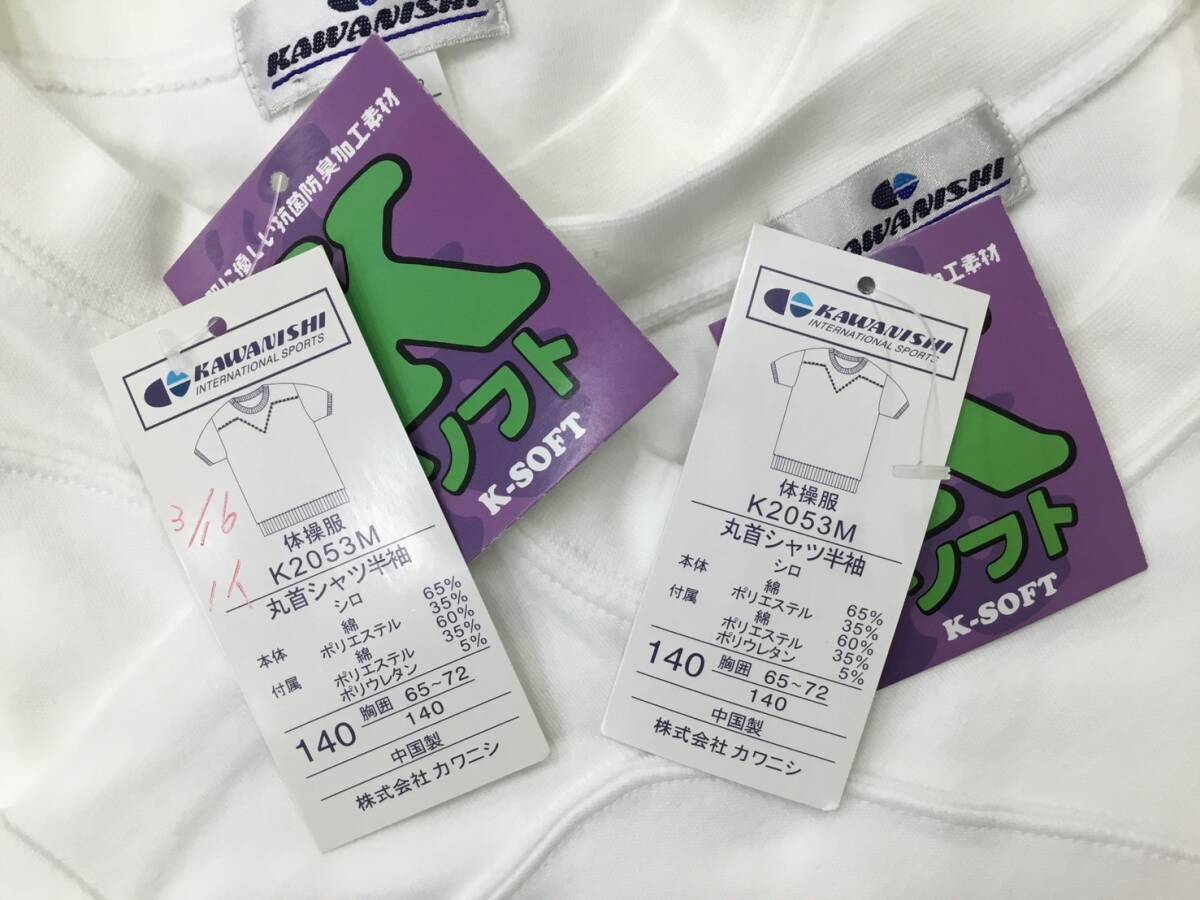 KAWANISHI
に優しい抗菌防臭加工素材
ソフト
K-SOFT
KAWANISHI
INTERNATIONAL SPORTS
3/16
体操服
K2053M
丸首シャツ半袖
シロ
本体 綿 65%
ポリエステル 35%
付属 綿 60%
ポリエステル 35%
ポリウレタン 5%
140 胸囲 65~72
140
中国製
株式会社 カワニシ
KAWANISHI
加工素材
ソフト
K-SOFT
KAWANISHI
INTERNATIONAL SPORTS
体操服
K2053M
丸首シャツ半袖
シロ
本体 綿 65%
ポリエステル 35%
付属 綿 60%
ポリエステル 35%
ポリウレタン 5%
140 胸囲 65~72
140
中国製
株式会社 カワニシ